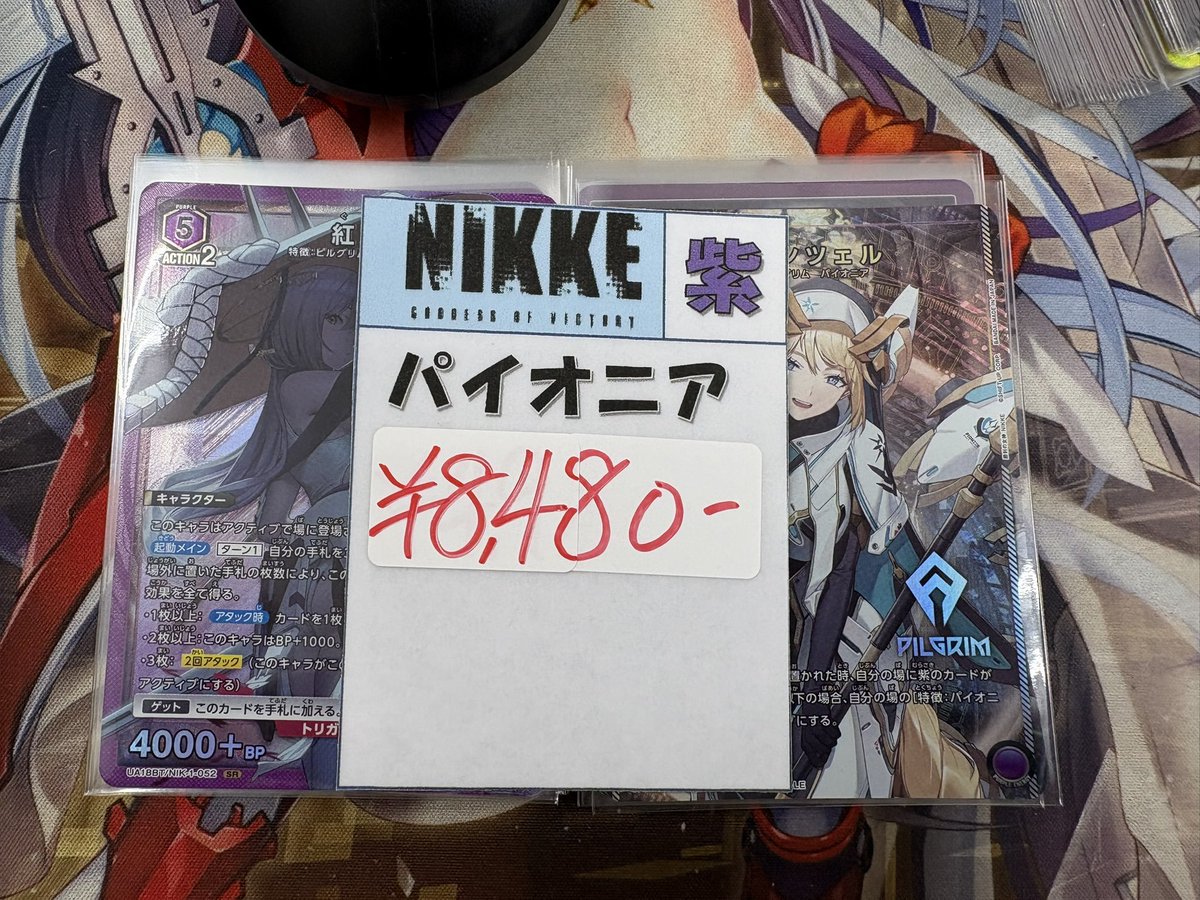 NIKKE
GODDESS OF VICTORY
紫
パイオニア
¥8,480-
PURPLE
5
ACTION2
紅
特徴:ピルグリ
キャラクター
このキャラはアクティブで場に登場
起動メイン ターン1 自分の手札を
場外に置いた手札の枚数により、この
効果を全て得る。
・1枚以上: アタック時 カードを1枚
・2枚以上:このキャラはBP+1000。
・3枚: 2回アタック (このキャラがこの
アクティブにする)
ゲット このカードを手札に加える。
トリガ
4000+BP
UA18BT/NIK-1-052 SR
ンツェル
リム パイオニア
PILGRIM
置かれた時、自分の場に紫のカードが
以下の場合、自分の場の[特徴:パイオニ
にする。